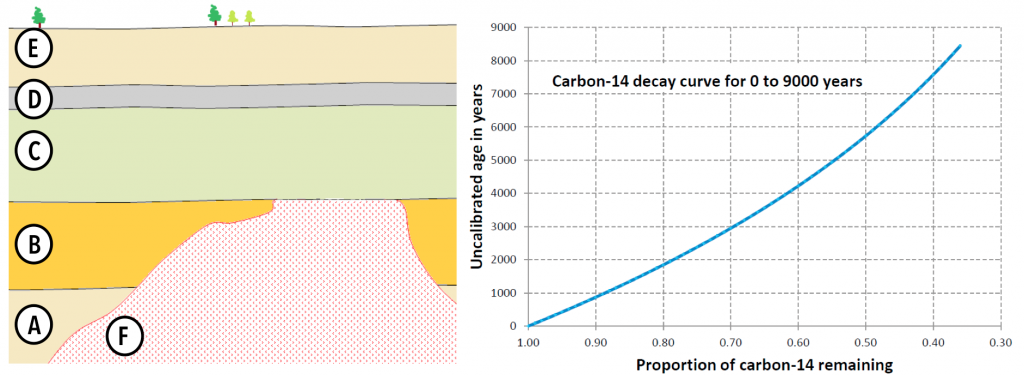 E
D
C
B
A
F
Carbon-14 decay curve for 0 to 9000 years
Uncalibrated age in years
9000
8000
7000
6000
5000
4000
3000
2000
1000
0
1.00 0.90 0.80 0.70 0.60 0.50 0.40 0.30
Proportion of carbon-14 remaining